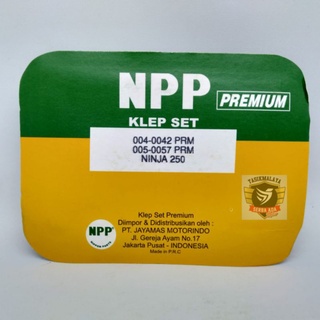 NPP PREMIUM
KLEP SET
004-0042 PRM
005-0057 PRM
NINJA 250
TASIKMALAYA
Klep Set Premium
Diimpor & Didistribusikan oleh :
PT. JAYAMAS MOTORINDO
Jl. Gereja Ayam No.17
Jakarta Pusat - INDONESIA
Made in P.R.C.
NPP